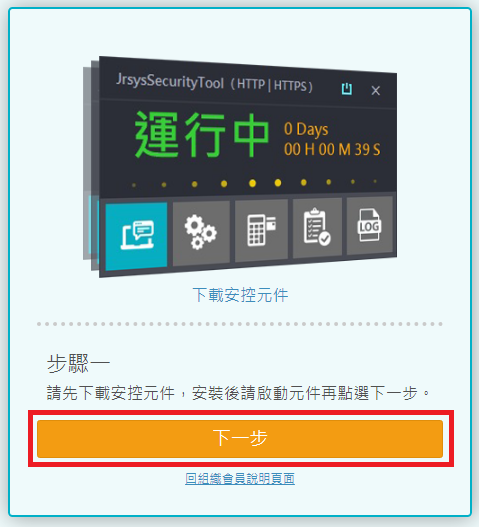 JrsysSecurityTool ( HTTP | HTTPS )
運行中
0 Days
00 H 00 M 39 S
LOG
下載安控元件
步驟一
請先下載安控元件，安裝後請啟動元件再點選下一步。
下一步
回組織會員說明頁面